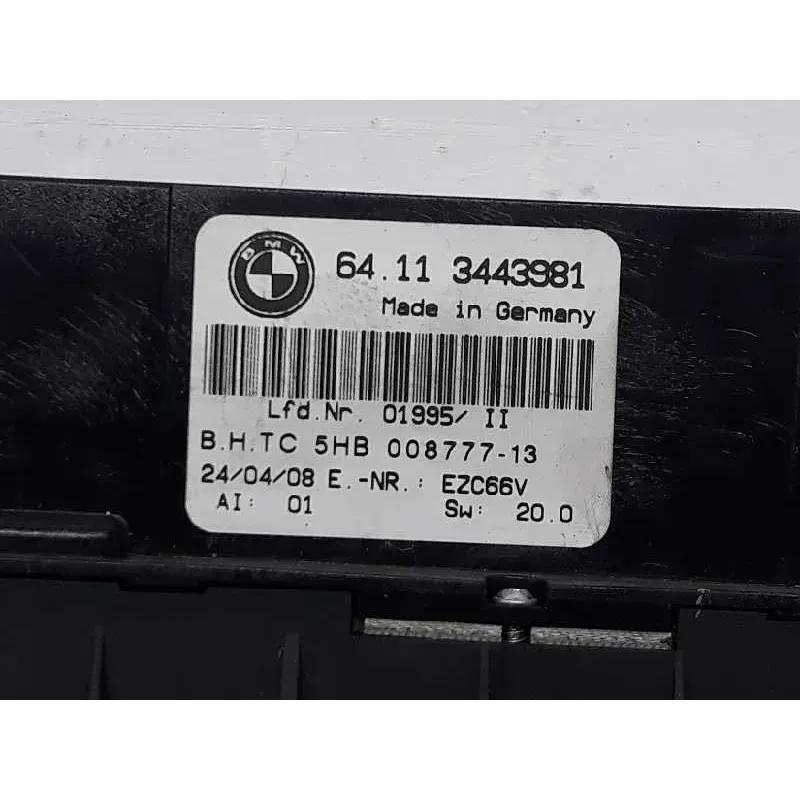 BMW
64.11 3443981
Made in Germany
Lfd.Nr. 01995/ II
B.H.TC 5HB 008777-13
24/04/08 E.-NR.: EZC66V
AI: 01 Sw: 20.0